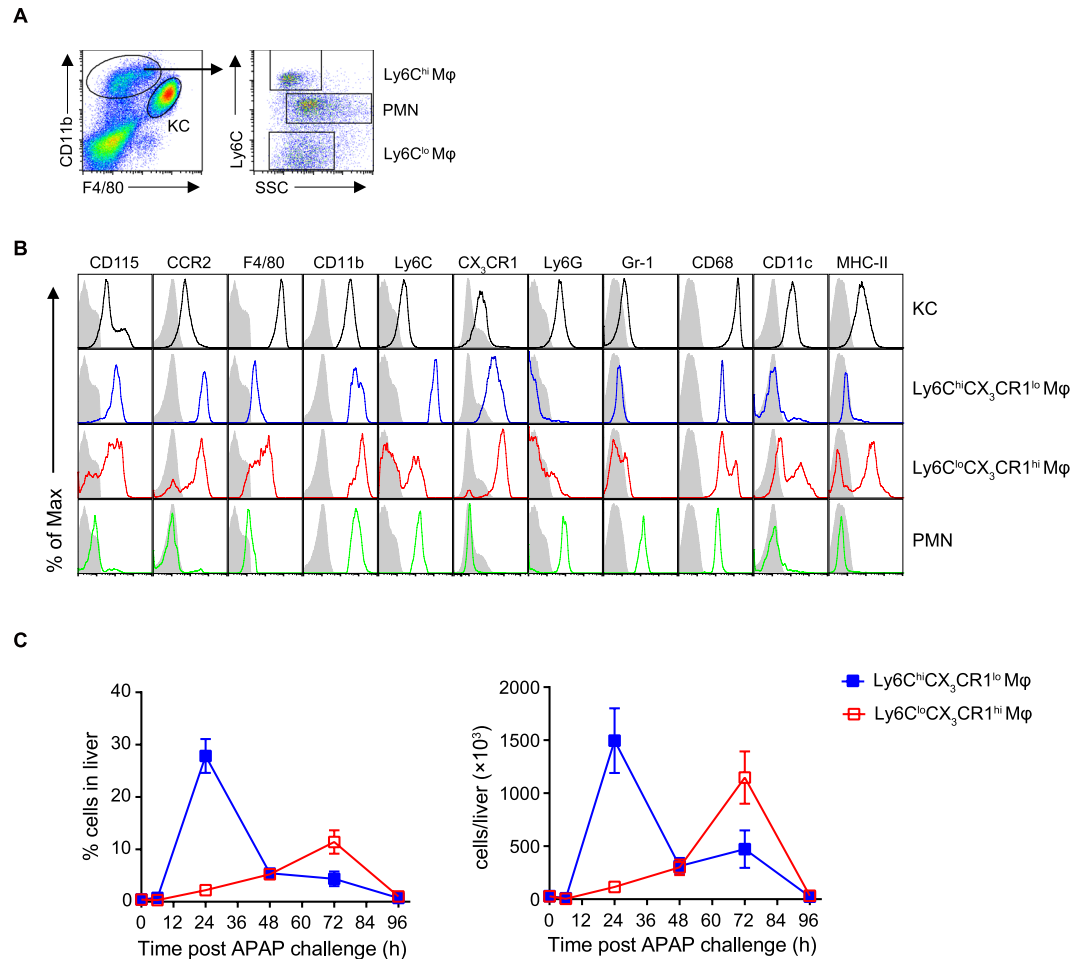 A
CD11b
F4/80
KC
Ly6C
SSC
Ly6Cʰⁱ Mφ
PMN
Ly6Cˡᵒ Mφ
B
CD115 CCR2 F4/80 CD11b Ly6C CX₃CR1 Ly6G Gr-1 CD68 CD11c MHC-II
% of Max
KC
Ly6CʰⁱCX₃CR1ˡᵒ Mφ
Ly6CˡᵒCX₃CR1ʰⁱ Mφ
PMN
C
% cells in liver
40
30
20
10
0
0 12 24 36 48 60 72 84 96
Time post APAP challenge (h)
cells/liver (×10³)
2000
1500
1000
500
0
0 12 24 36 48 60 72 84 96
Time post APAP challenge (h)
Ly6CʰⁱCX₃CR1ˡᵒ Mφ
Ly6CˡᵒCX₃CR1ʰⁱ Mφ